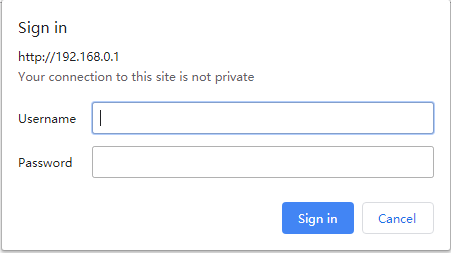 Sign in
http://192.168.0.1
Your connection to this site is not private
Username
Password
Sign in Cancel